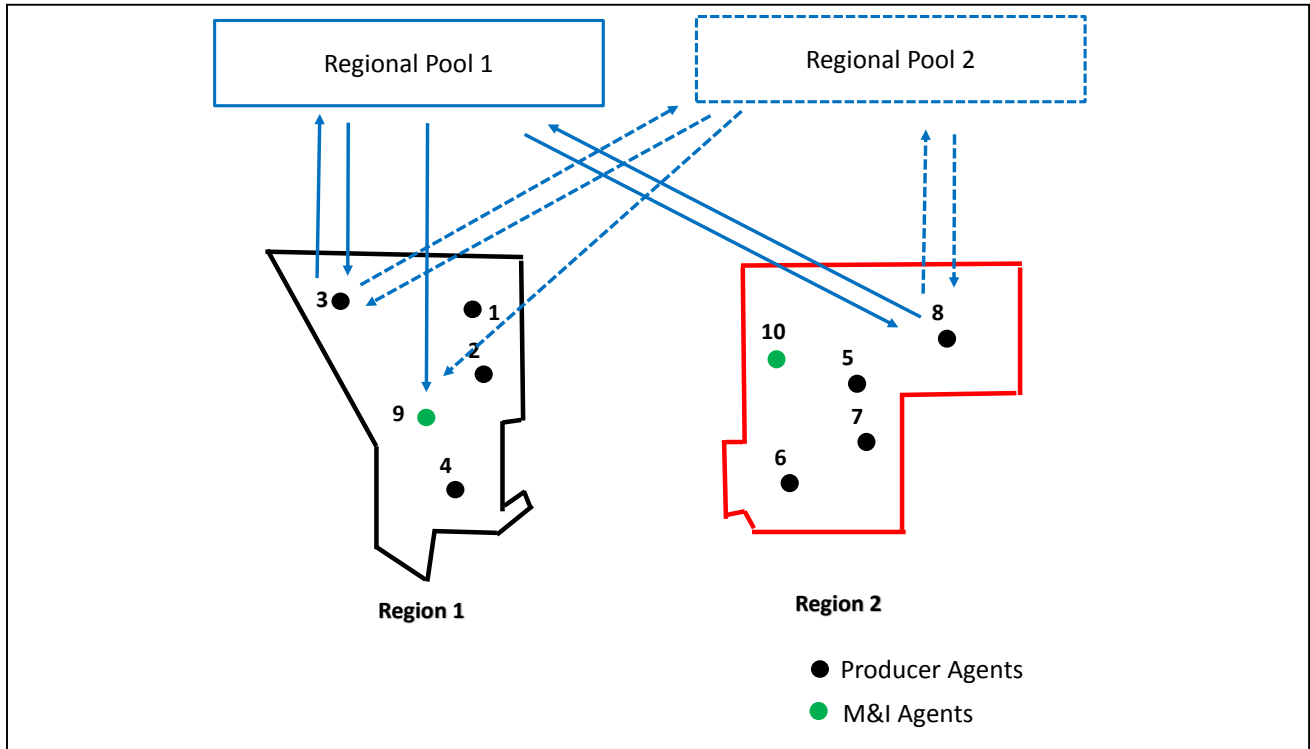 Regional Pool 1
Regional Pool 2
3
1
2
9
4
8
10
5
7
6
Region 1
Region 2
Producer Agents
M&I Agents